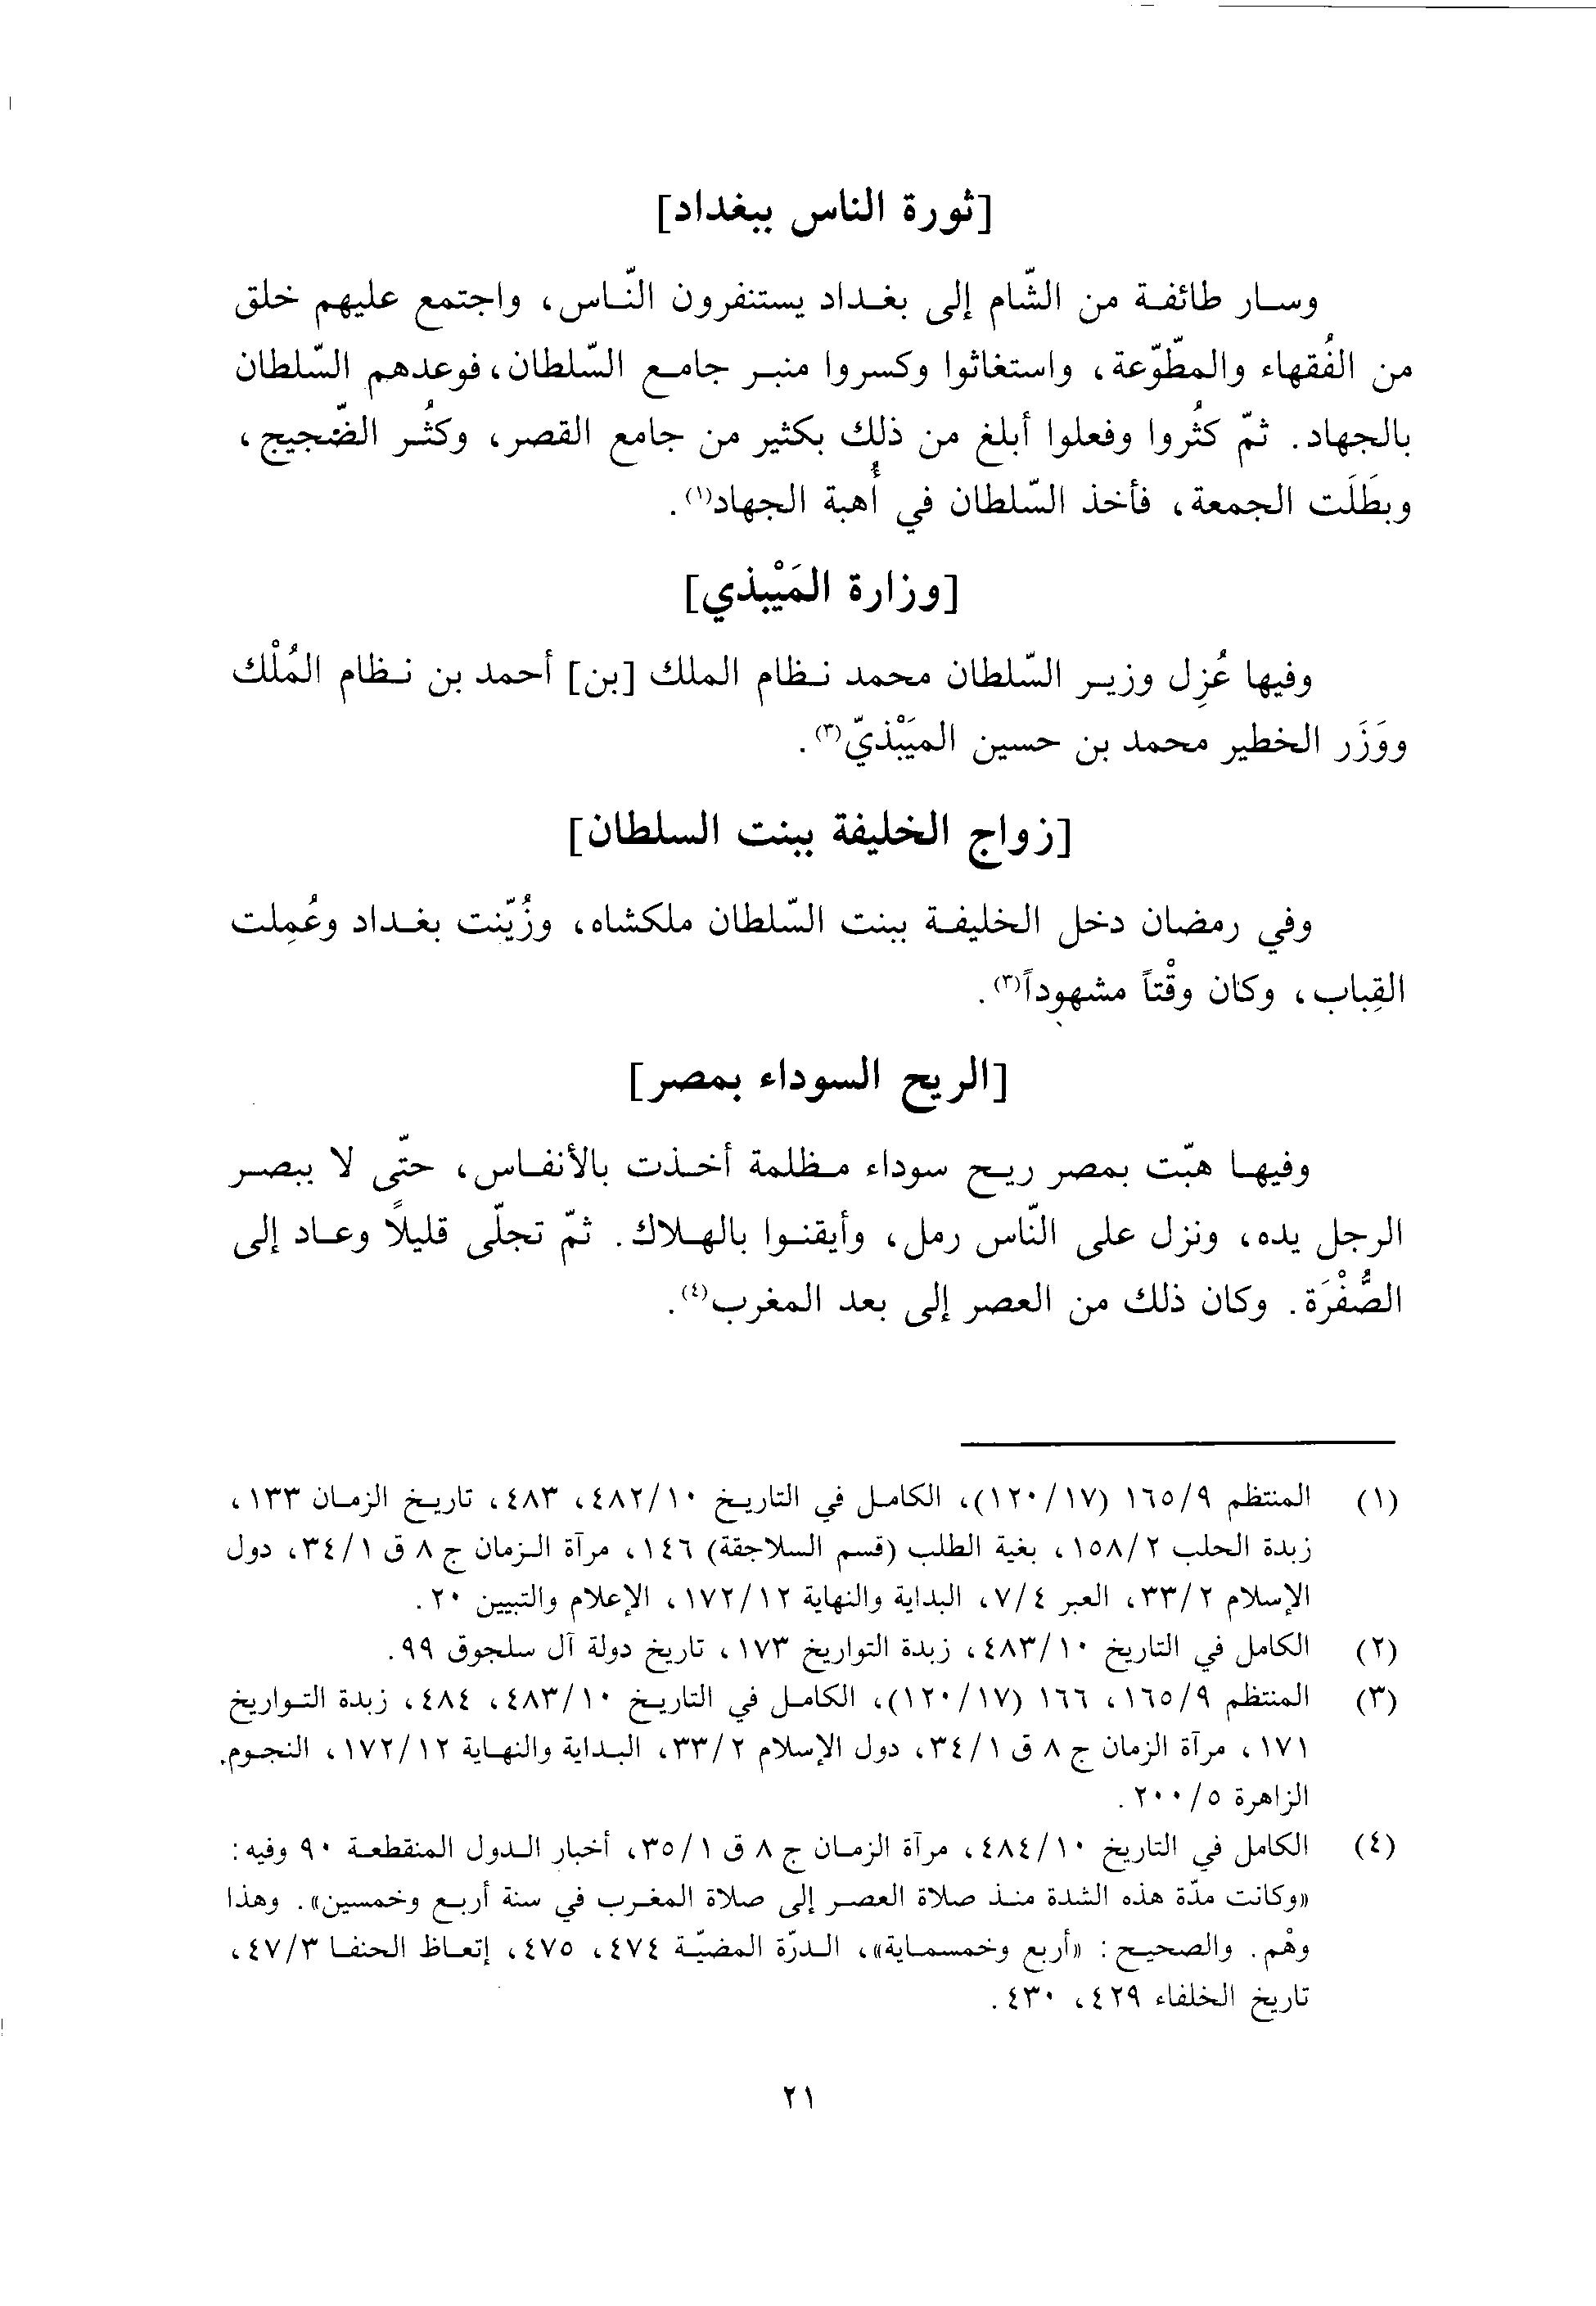 [ثورة الناس ببغداد]
وسار طائفة من الشّام إلى بغداد يستنفرون النّاس، واجتمع عليهم خلق
من الفُقهاء والمطّوّعة، واستغاثوا وكسروا منبر جامع السّلطان، فوعدهم السّلطان
بالجهاد. ثمّ كثُروا وفعلوا أبلغ من ذلك بكثير من جامع القصر، وكثُر الضّجيج،
وبطَلَت الجمعة، فأخذ السّلطان في أُهبة الجهاد(١).
[وزارة المَيْبذي]
وفيها عُزِل وزير السّلطان محمد نظام الملك [بن] أحمد بن نظام المُلْك
ووَزَر الخطير محمد بن حسين الميَبْذيّ(٣).
[زواج الخليفة ببنت السلطان]
وفي رمضان دخل الخليفة ببنت السّلطان ملكشاه، وزُيّنت بغداد وعُمِلت
القِباب، وكان وقْتاً مشهوداً(٣).
[الريح السوداء بمصر]
وفيها هبّت بمصر ريح سوداء مظلمة أخذت بالأنفاس، حتّى لا يبصر
الرجل يده، ونزل على النّاس رمل، وأيقنوا بالهلاك. ثمّ تجلّى قليلاً وعاد إلى
الصُّفْرَة. وكان ذلك من العصر إلى بعد المغرب(٤).
(١) المنتظم ١٦٥/٩ (١٢٠/١٧)، الكامل في التاريخ ٤٨٢/١٠، ٤٨٣، تاريخ الزمان ١٣٣،
زبدة الحلب ١٥٨/٢، بغية الطلب (قسم السلاجقة) ١٤٦، مرآة الزمان ج ٨ ق ٣٤/١، دول
الإسلام ٣٣/٢، العبر ٧/٤، البداية والنهاية ١٧٢/١٢، الإعلام والتبيين ٢٠.
(٢) الكامل في التاريخ ٤٨٣/١٠، زبدة التواريخ ١٧٣، تاريخ دولة آل سلجوق ٩٩.
(٣) المنتظم ١٦٥/٩، ١٦٦ (١٢٠/١٧)، الكامل في التاريخ ٤٨٣/١٠، ٤٨٤، زبدة التواريخ
١٧١، مرآة الزمان ج ٨ ق ٣٤/١، دول الإسلام ٣٣/٢، البداية والنهاية ١٧٢/١٢، النجوم
الزاهرة ٢٠٠/٥.
(٤) الكامل في التاريخ ٤٨٤/١٠، مرآة الزمان ج ٨ ق ٣٥/١، أخبار الدول المنقطعة ٩٠ وفيه:
«وكانت مدّة هذه الشدة منذ صلاة العصر إلى صلاة المغرب في سنة أربع وخمسين». وهذا
وهْم. والصحيح: «أربع وخمسماية»، الدرّة المضيّة ٤٧٤، ٤٧٥، إتعاظ الحنفا ٤٧/٣،
تاريخ الخلفاء ٤٢٩، ٤٣٠.
٢١